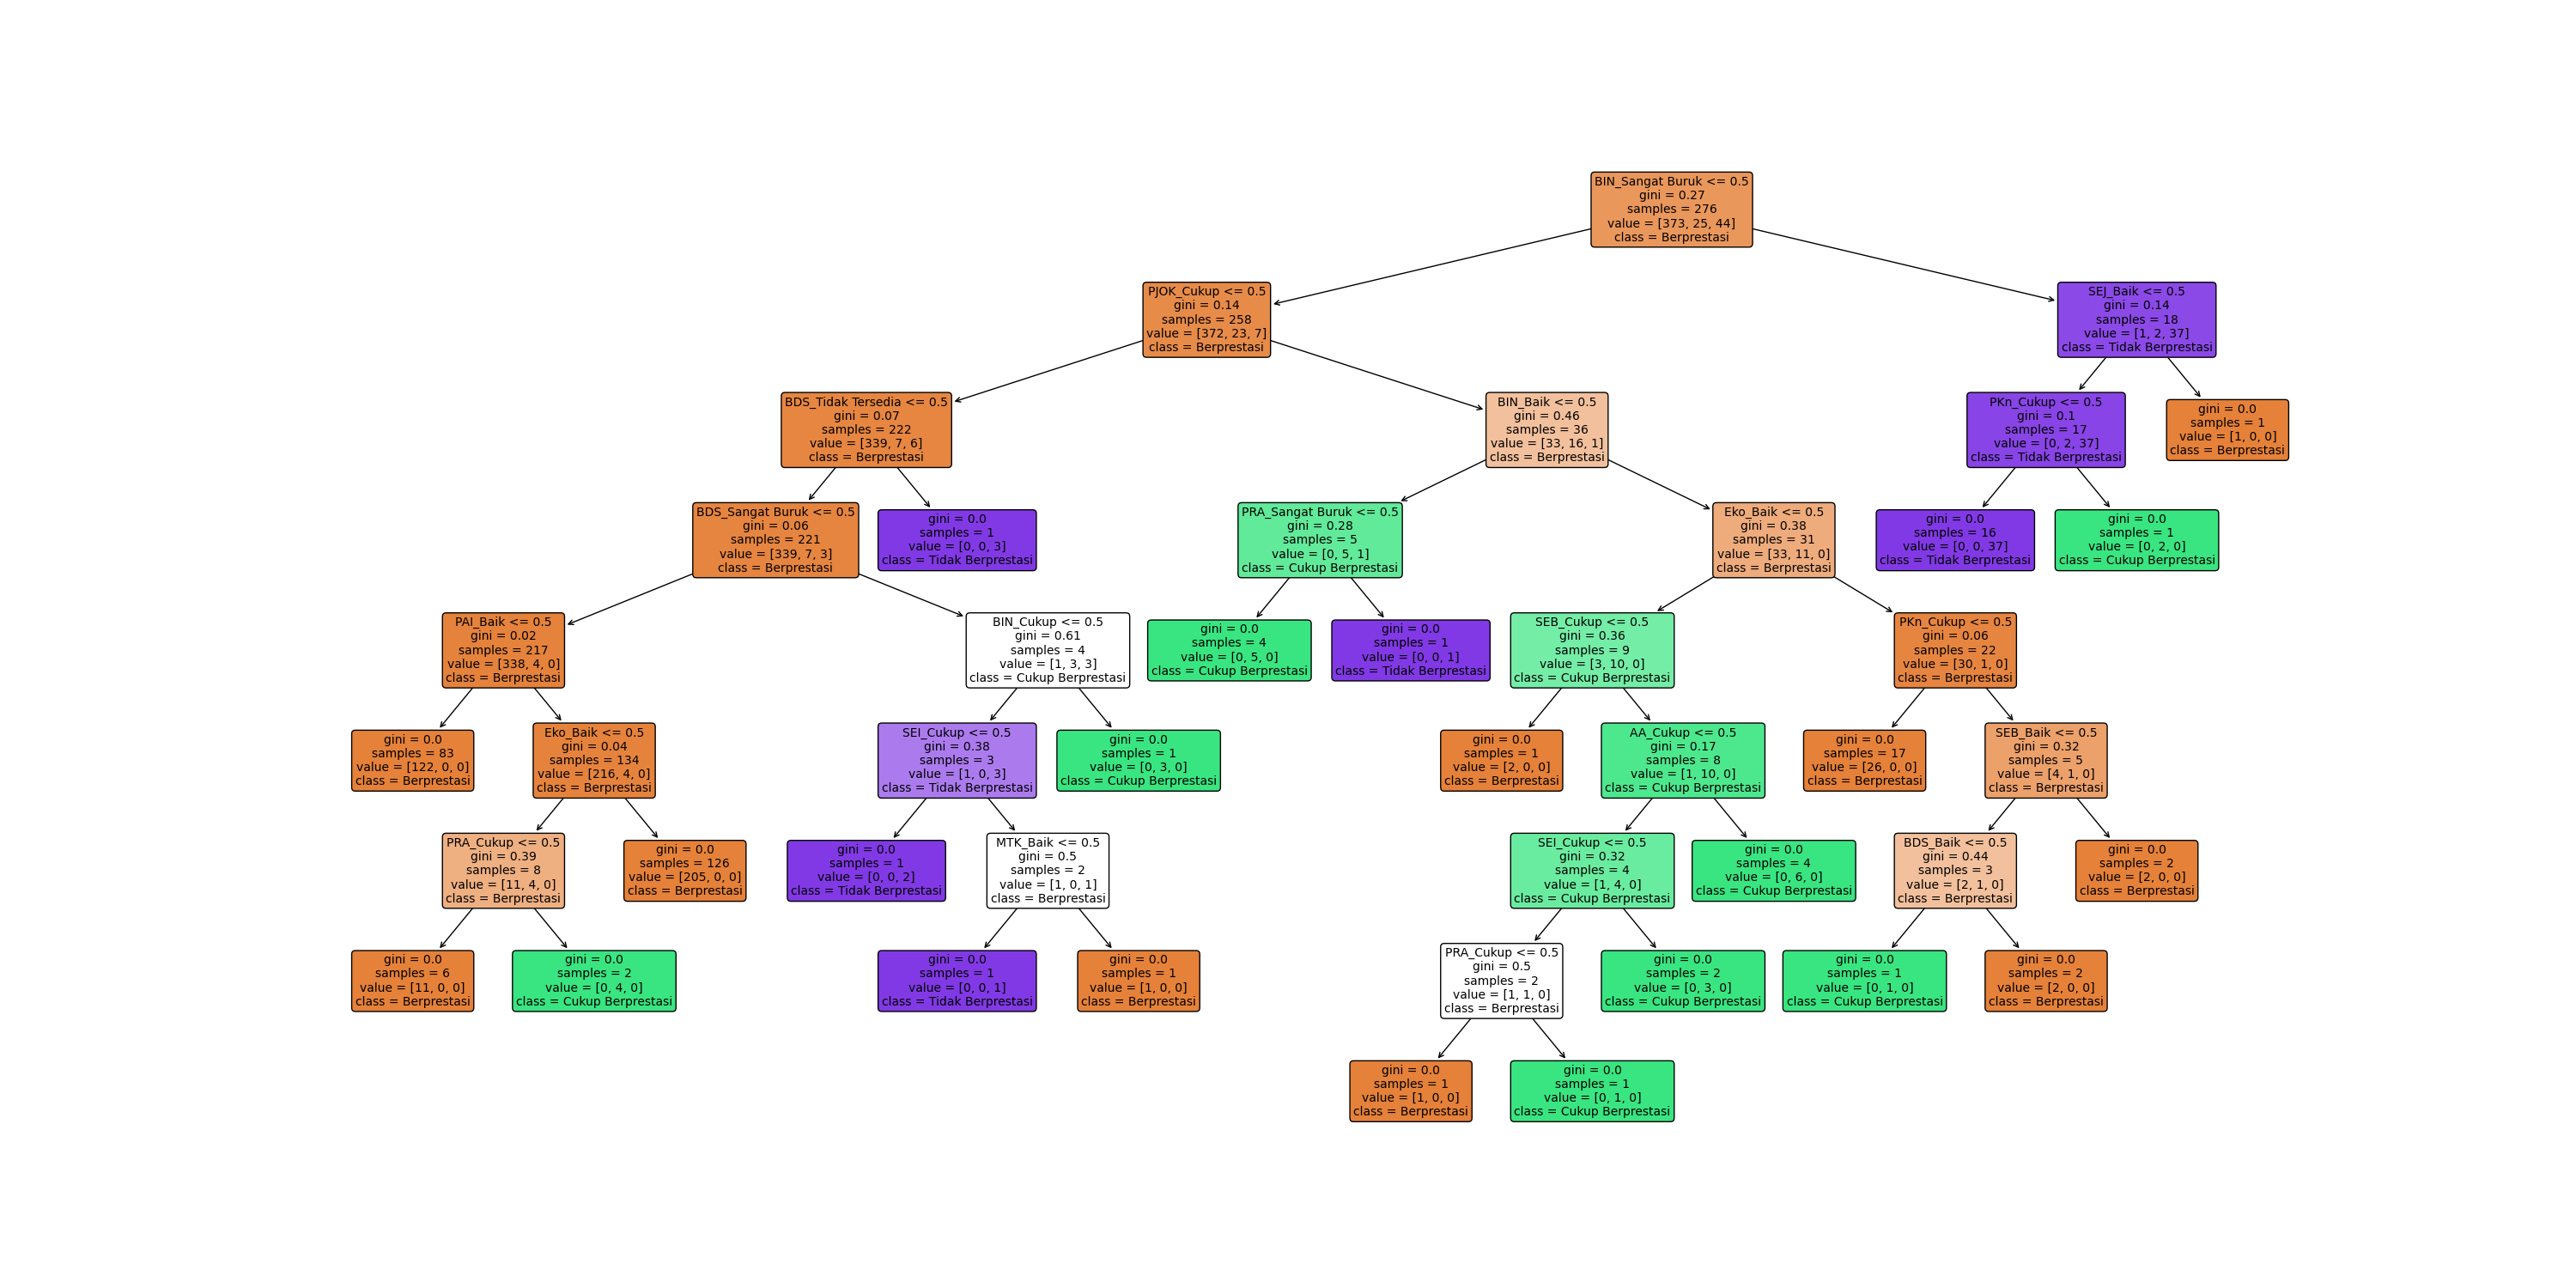 BIN_Sangat Buruk <= 0.5
gini = 0.27
samples = 276
value = [373, 25, 44]
class = Berprestasi
PJOK_Cukup <= 0.5
gini = 0.14
samples = 258
value = [372, 23, 7]
class = Berprestasi
SEJ_Baik <= 0.5
gini = 0.14
samples = 18
value = [1, 2, 37]
class = Tidak Berprestasi
BDS_Tidak Tersedia <= 0.5
gini = 0.07
samples = 222
value = [339, 7, 6]
class = Berprestasi
BIN_Baik <= 0.5
gini = 0.46
samples = 36
value = [33, 16, 1]
class = Berprestasi
PKn_Cukup <= 0.5
gini = 0.1
samples = 17
value = [0, 2, 37]
class = Tidak Berprestasi
gini = 0.0
samples = 1
value = [1, 0, 0]
class = Berprestasi
BDS_Sangat Buruk <= 0.5
gini = 0.06
samples = 221
value = [339, 7, 3]
class = Berprestasi
gini = 0.0
samples = 1
value = [0, 0, 3]
class = Tidak Berprestasi
PRA_Sangat Buruk <= 0.5
gini = 0.28
samples = 5
value = [0, 5, 1]
class = Cukup Berprestasi
Eko_Baik <= 0.5
gini = 0.38
samples = 31
value = [33, 11, 0]
class = Berprestasi
gini = 0.0
samples = 16
value = [0, 0, 37]
class = Tidak Berprestasi
gini = 0.0
samples = 1
value = [0, 2, 0]
class = Cukup Berprestasi
PAI_Baik <= 0.5
gini = 0.02
samples = 217
value = [338, 4, 0]
class = Berprestasi
BIN_Cukup <= 0.5
gini = 0.61
samples = 4
value = [1, 3, 3]
class = Cukup Berprestasi
gini = 0.0
samples = 4
value = [0, 5, 0]
class = Cukup Berprestasi
gini = 0.0
samples = 1
value = [0, 0, 1]
class = Tidak Berprestasi
SEB_Cukup <= 0.5
gini = 0.36
samples = 9
value = [3, 10, 0]
class = Cukup Berprestasi
PKn_Cukup <= 0.5
gini = 0.06
samples = 22
value = [30, 1, 0]
class = Berprestasi
gini = 0.0
samples = 83
value = [122, 0, 0]
class = Berprestasi
Eko_Baik <= 0.5
gini = 0.04
samples = 134
value = [216, 4, 0]
class = Berprestasi
SEI_Cukup <= 0.5
gini = 0.38
samples = 3
value = [1, 0, 3]
class = Tidak Berprestasi
gini = 0.0
samples = 1
value = [0, 3, 0]
class = Cukup Berprestasi
gini = 0.0
samples = 1
value = [2, 0, 0]
class = Berprestasi
AA_Cukup <= 0.5
gini = 0.17
samples = 8
value = [1, 10, 0]
class = Cukup Berprestasi
gini = 0.0
samples = 17
value = [26, 0, 0]
class = Berprestasi
SEB_Baik <= 0.5
gini = 0.32
samples = 5
value = [4, 1, 0]
class = Berprestasi
PRA_Cukup <= 0.5
gini = 0.39
samples = 8
value = [11, 4, 0]
class = Berprestasi
gini = 0.0
samples = 126
value = [205, 0, 0]
class = Berprestasi
gini = 0.0
samples = 1
value = [0, 0, 2]
class = Tidak Berprestasi
MTK_Baik <= 0.5
gini = 0.5
samples = 2
value = [1, 0, 1]
class = Berprestasi
SEI_Cukup <= 0.5
gini = 0.32
samples = 4
value = [1, 4, 0]
class = Cukup Berprestasi
gini = 0.0
samples = 4
value = [0, 6, 0]
class = Cukup Berprestasi
BDS_Baik <= 0.5
gini = 0.44
samples = 3
value = [2, 1, 0]
class = Berprestasi
gini = 0.0
samples = 2
value = [2, 0, 0]
class = Berprestasi
gini = 0.0
samples = 6
value = [11, 0, 0]
class = Berprestasi
gini = 0.0
samples = 2
value = [0, 4, 0]
class = Cukup Berprestasi
gini = 0.0
samples = 1
value = [0, 0, 1]
class = Tidak Berprestasi
gini = 0.0
samples = 1
value = [1, 0, 0]
class = Berprestasi
PRA_Cukup <= 0.5
gini = 0.5
samples = 2
value = [1, 1, 0]
class = Berprestasi
gini = 0.0
samples = 2
value = [0, 3, 0]
class = Cukup Berprestasi
gini = 0.0
samples = 1
value = [0, 1, 0]
class = Cukup Berprestasi
gini = 0.0
samples = 2
value = [2, 0, 0]
class = Berprestasi
gini = 0.0
samples = 1
value = [1, 0, 0]
class = Berprestasi
gini = 0.0
samples = 1
value = [0, 1, 0]
class = Cukup Berprestasi